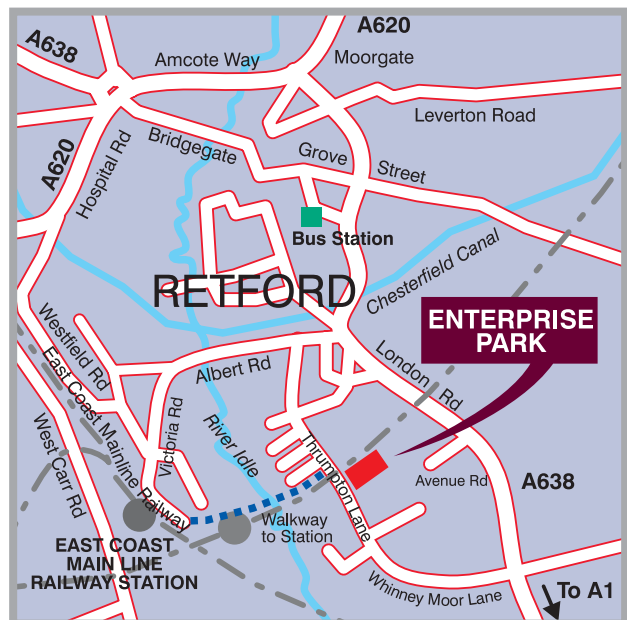 A620
A638
Amcote Way
Moorgate
Leverton Road
Bridgegate
Grove Street
A620
Hospital Rd
Bus Station
Chesterfield Canal
RETFORD
ENTERPRISE
PARK
Westfield Rd
Albert Rd
London Rd
East Coast Mainline Railway
Victoria Rd
River Idle
Thrumpton Lane
West Carr Rd
Avenue Rd
A638
Walkway
to Station
EAST COAST
MAIN LINE
RAILWAY STATION
Whinney Moor Lane
To A1